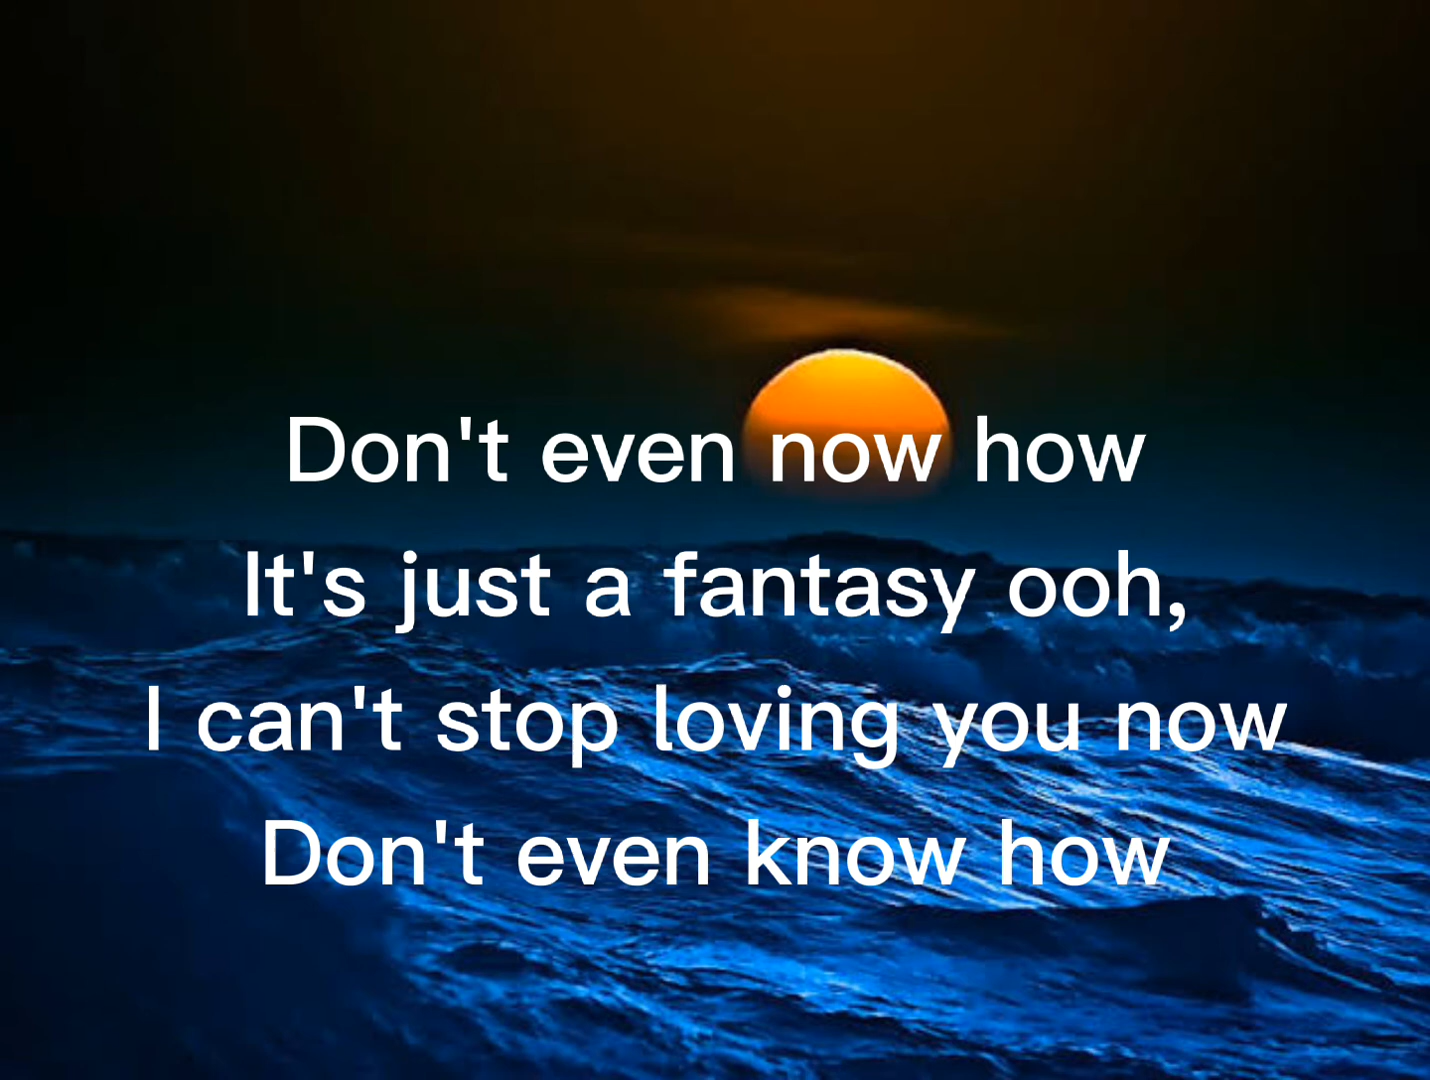 Don't even now how
It's just a fantasy ooh,
I can't stop loving you now
Don't even know how